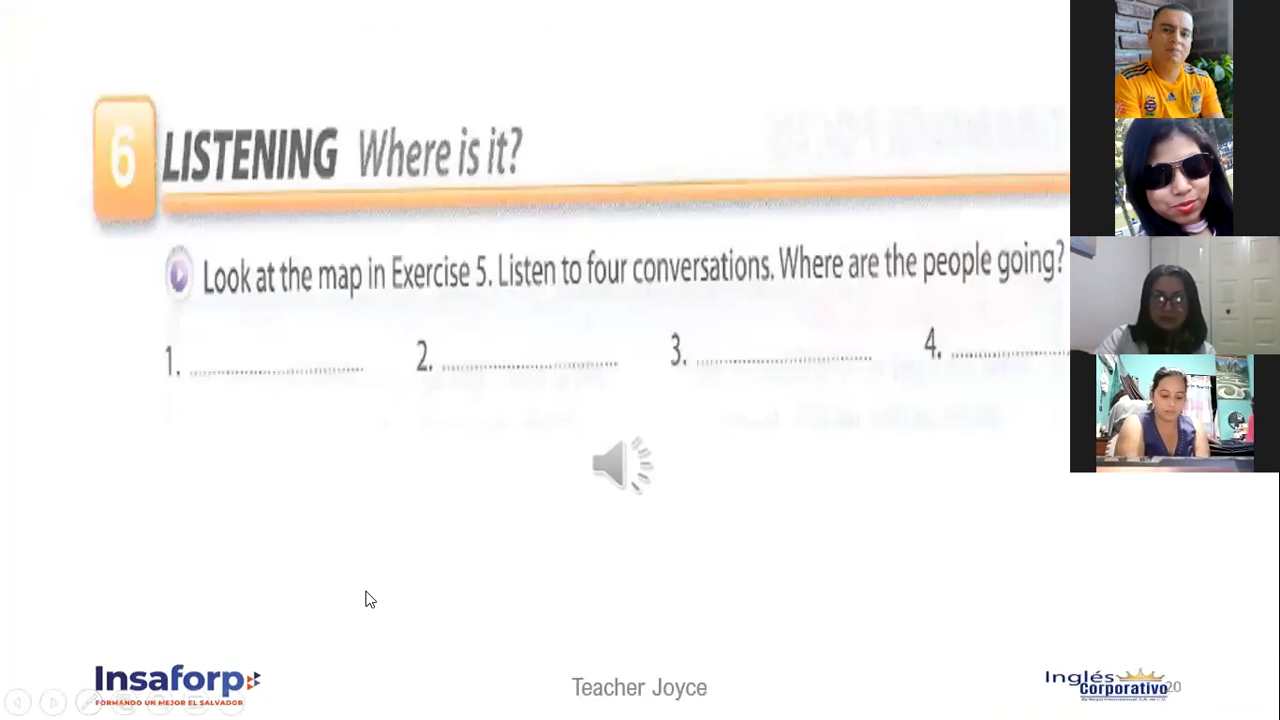 6
LISTENING Where is it?
Look at the map in Exercise 5. Listen to four conversations. Where are the people going?
1. 2. 3. 4.
Insaforp
FORMANDO UN MEJOR EL SALVADOR
Teacher Joyce
Inglés
Corporativo
20